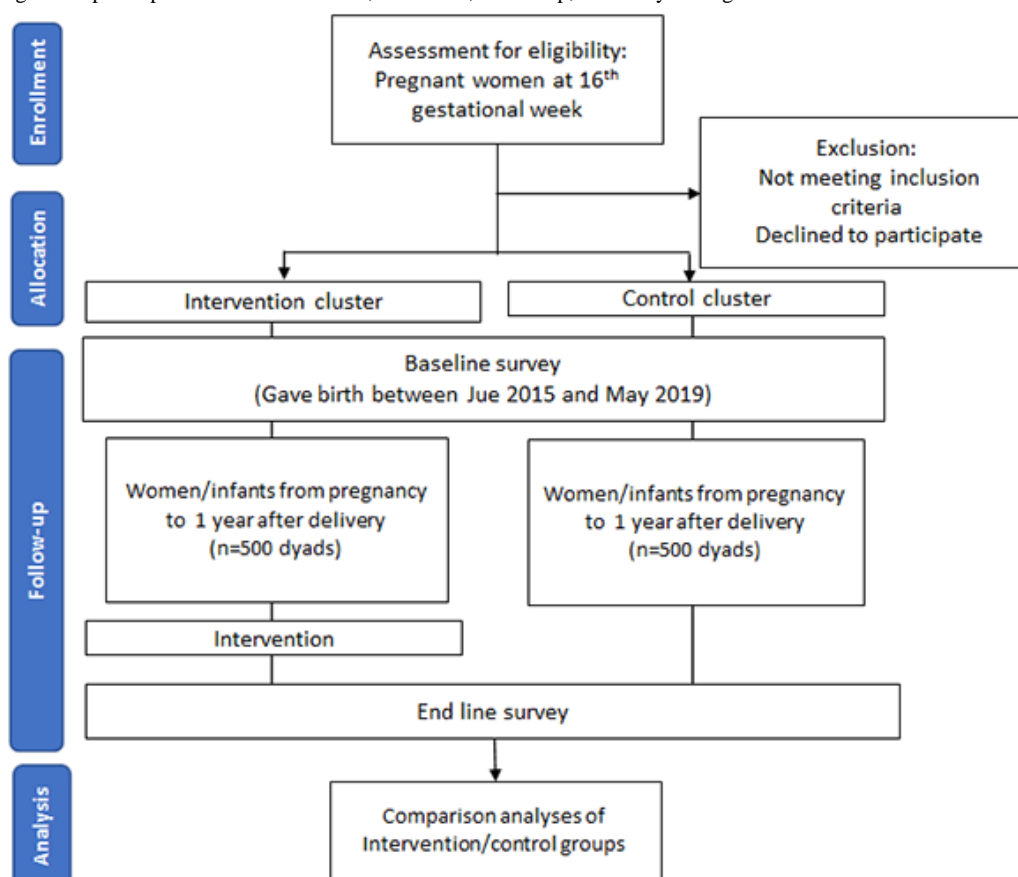 Enrollment
Assessment for eligibility:
Pregnant women at 16th
gestational week
Exclusion:
Not meeting inclusion
criteria
Declined to participate
Allocation
Intervention cluster
Control cluster
Follow-up
Baseline survey
(Gave birth between Jue 2015 and May 2019)
Women/infants from pregnancy
to 1 year after delivery
(n=500 dyads)
Women/infants from pregnancy
to 1 year after delivery
(n=500 dyads)
Intervention
End line survey
Analysis
Comparison analyses of
Intervention/control groups